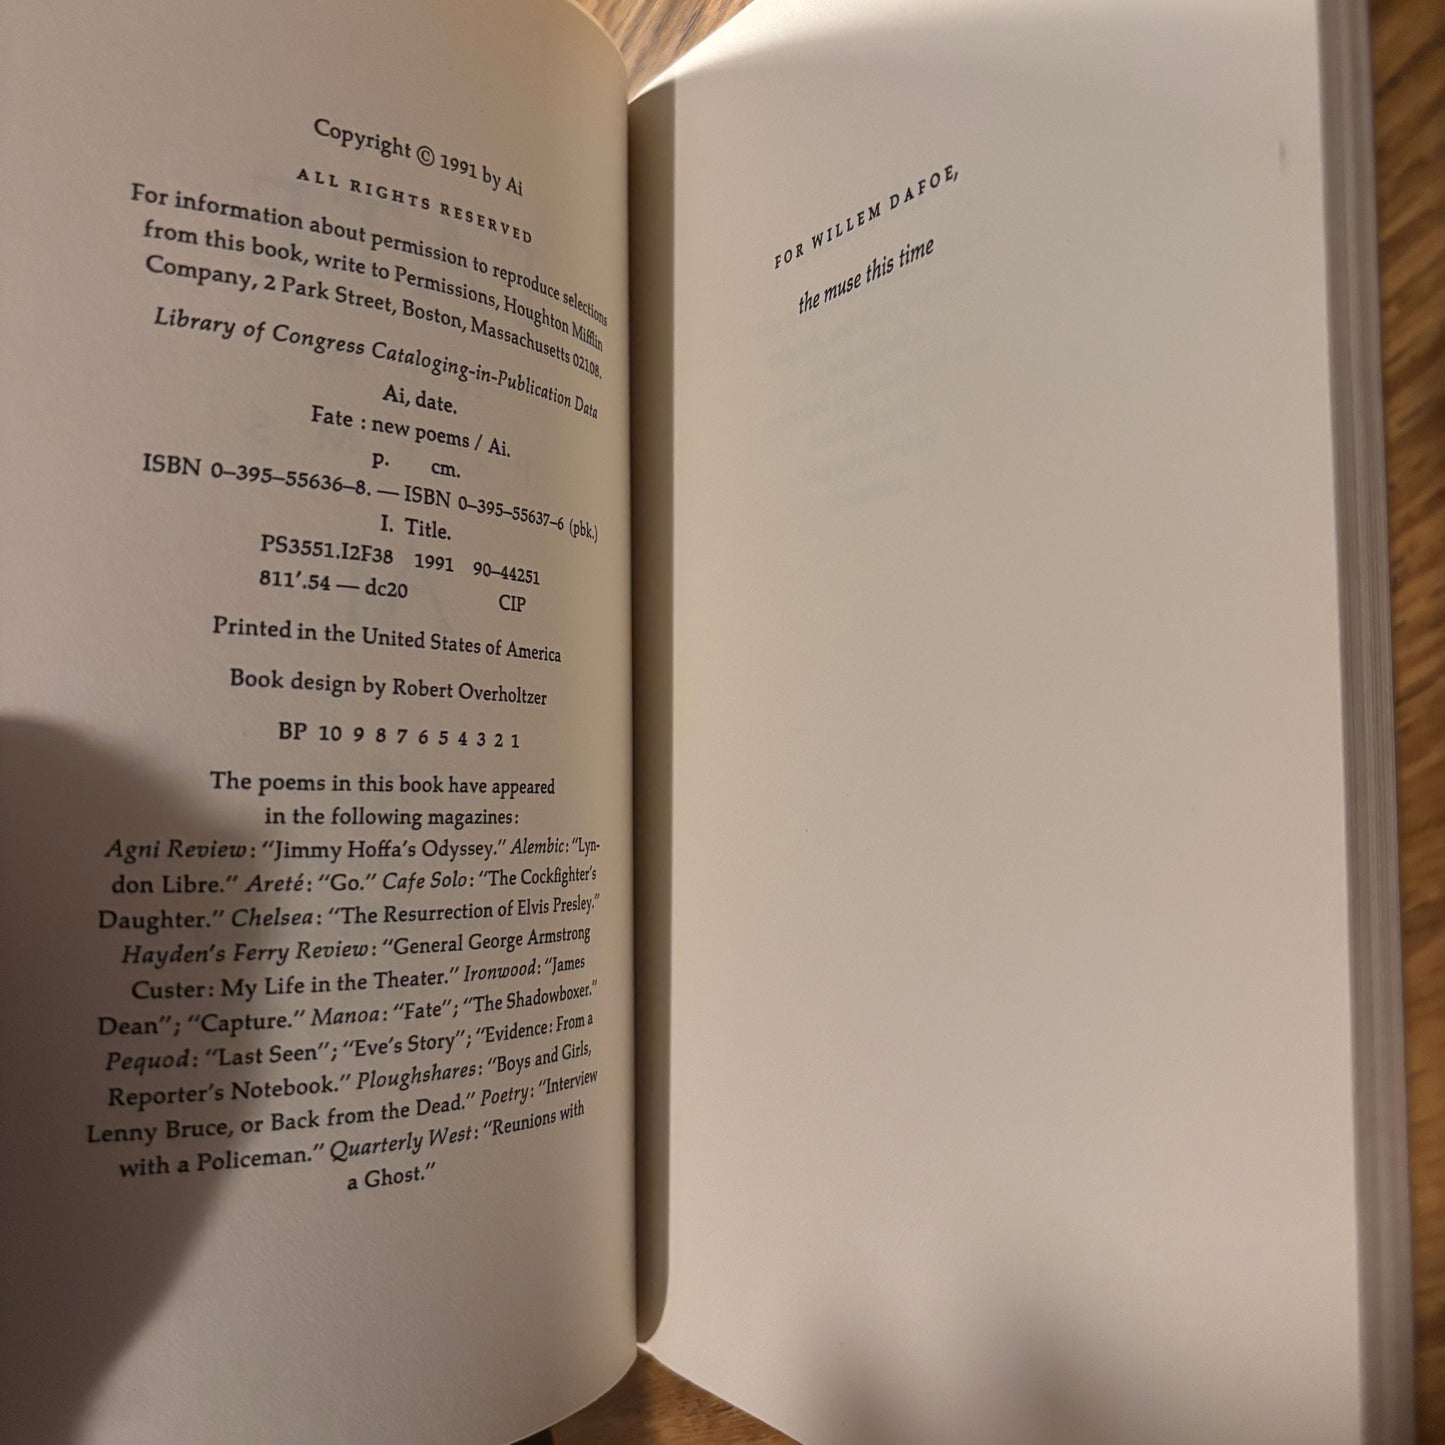 Copyright © 1991 by Ai
ALL RIGHTS RESERVED
For information about permission to reproduce selections
from this book, write to Permissions, Houghton Mifflin
Company, 2 Park Street, Boston, Massachusetts 02108.
Library of Congress Cataloging-in-Publication Data
Ai, date.
Fate : new poems / Ai.
p. cm.
ISBN 0–395–55636–8. — ISBN 0–395–55637–6 (pbk.)
I. Title.
PS3551.I2F38 1991 90–44251
811′.54 — dc20 CIP
Printed in the United States of America
Book design by Robert Overholtzer
BP 10 9 8 7 6 5 4 3 2 1
The poems in this book have appeared
in the following magazines:
Agni Review: “Jimmy Hoffa’s Odyssey.” Alembic: “Lyn-
don Libre.” Areté: “Go.” Cafe Solo: “The Cockfighter’s
Daughter.” Chelsea: “The Resurrection of Elvis Presley.”
Hayden’s Ferry Review: “General George Armstrong
Custer: My Life in the Theater.” Ironwood: “James
Dean”; “Capture.” Manoa: “Fate”; “The Shadowboxer.”
Pequod: “Last Seen”; “Eve’s Story”; “Evidence: From a
Reporter’s Notebook.” Ploughshares: “Boys and Girls,
Lenny Bruce, or Back from the Dead.” Poetry: “Interview
with a Policeman.” Quarterly West: “Reunions with
a Ghost.”
FOR WILLEM DAFOE,
the muse this time